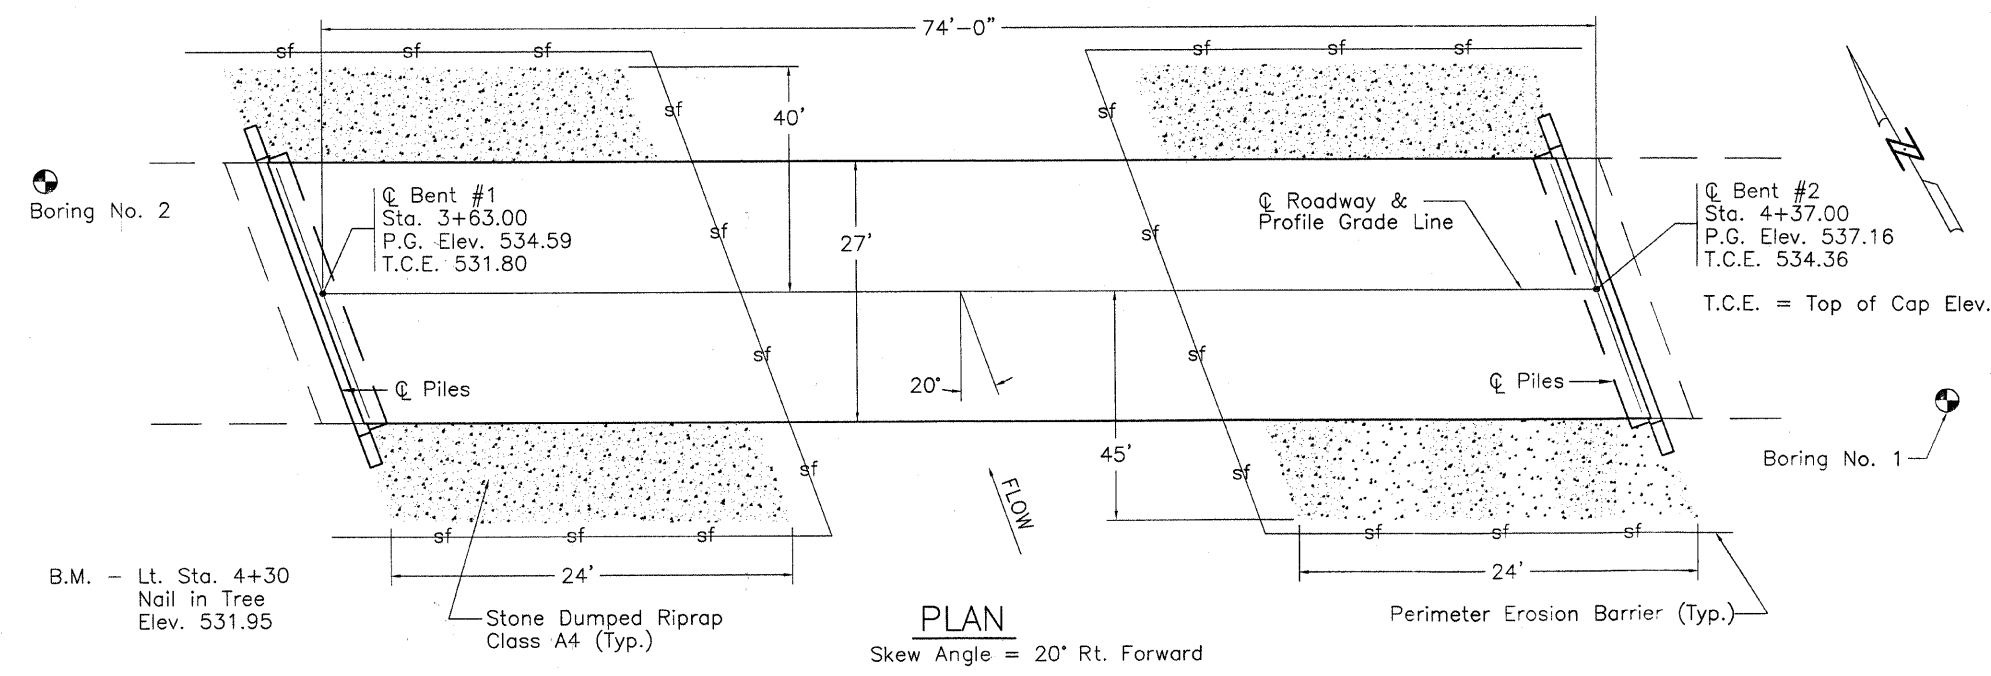 74'-0"
sf sf sf
sf sf sf
sf
40'
sf
Boring No. 2
℄ Bent #1
Sta. 3+63.00
P.G. Elev. 534.59
T.C.E. 531.80
sf
27'
sf
℄ Roadway &
Profile Grade Line
℄ Bent #2
Sta. 4+37.00
P.G. Elev. 537.16
T.C.E. 534.36
T.C.E. = Top of Cap Elev.
sf
sf
20°
℄ Piles
℄ Piles
45'
sf
sf
FLOW
Boring No. 1
sf sf sf
sf sf sf
24'
24'
B.M. - Lt. Sta. 4+30
Nail in Tree
Elev. 531.95
Stone Dumped Riprap
Class A4 (Typ.)
PLAN
Skew Angle = 20° Rt. Forward
Perimeter Erosion Barrier (Typ.)
N